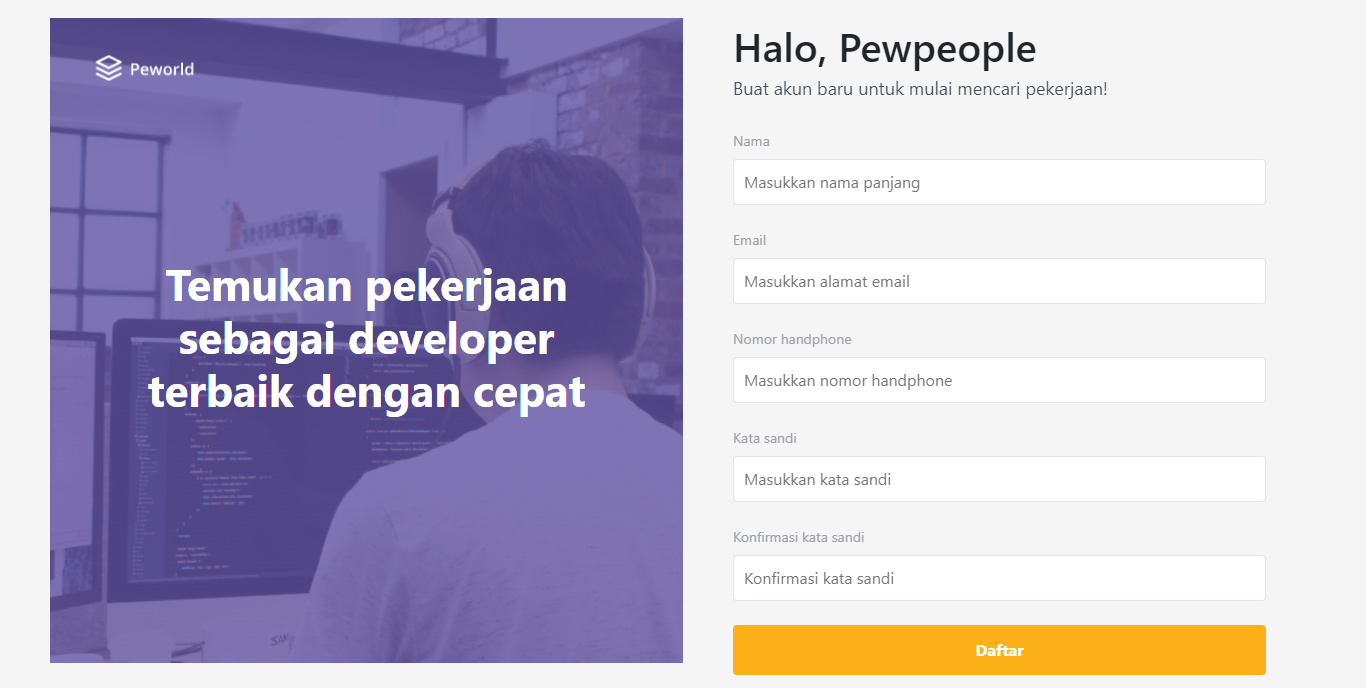 Peworld
Temukan pekerjaan
sebagai developer
terbaik dengan cepat
Halo, Pewpeople
Buat akun baru untuk mulai mencari pekerjaan!
Nama
Masukkan nama panjang
Email
Masukkan alamat email
Nomor handphone
Masukkan nomor handphone
Kata sandi
Masukkan kata sandi
Konfirmasi kata sandi
Konfirmasi kata sandi
Daftar